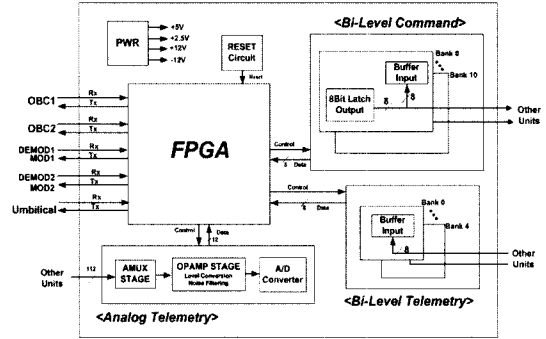 <Bi-Level Command>
PWR
+5V
+2.5V
+12V
-12V
RESET
Circuit
Reset
Bank 0
Bank 10
Buffer
Input
8Bit Latch
Output
8
8
Other
Units
OBC1
Rx
Tx
OBC2
Rx
Tx
DEMOD1
MOD1
Rx
Tx
DEMOD2
MOD2
Rx
Tx
Umbilical
Rx
Tx
FPGA
Control
8 Data
Control
8 Data
Bank 0
Bank 4
Buffer
Input
8
Other
Units
<Bi-Level Telemetry>
Control
Data
12
Other
Units
112
AMUX
STAGE
OPAMP STAGE
Level Conversion
Noise Filtering
A/D
Converter
<Analog Telemetry>